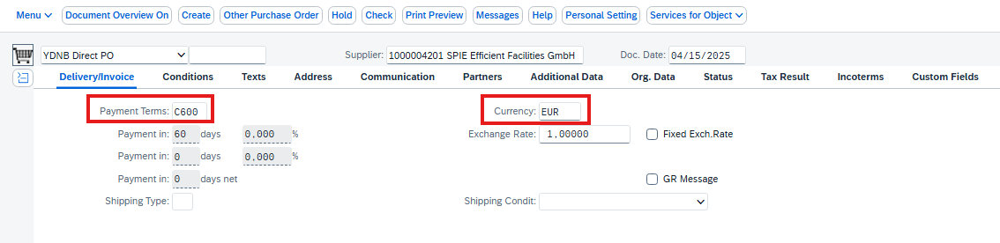 Menu Document Overview On Create Other Purchase Order Hold Check Print Preview Messages Help Personal Setting Services for Object
YDNB Direct PO Supplier: 1000004201 SPIE Efficient Facilities GmbH Doc. Date: 04/15/2025
Delivery/Invoice Conditions Texts Address Communication Partners Additional Data Org. Data Status Tax Result Incoterms Custom Fields
Payment Terms: C600 Currency: EUR
Payment in: 60 days 0,000 % Exchange Rate: 1,00000 Fixed Exch.Rate
Payment in: 0 days 0,000 %
Payment in: 0 days net GR Message
Shipping Type: Shipping Condit: